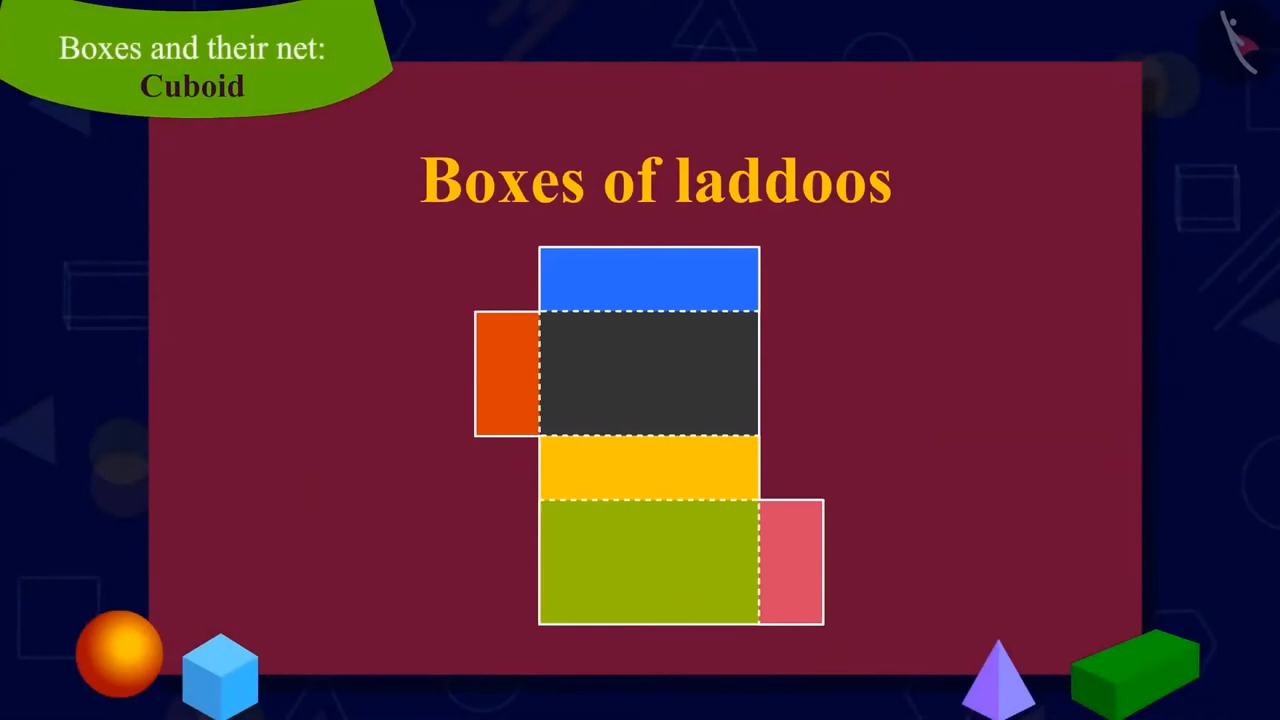 Boxes and their net:
Cuboid
Boxes of laddoos